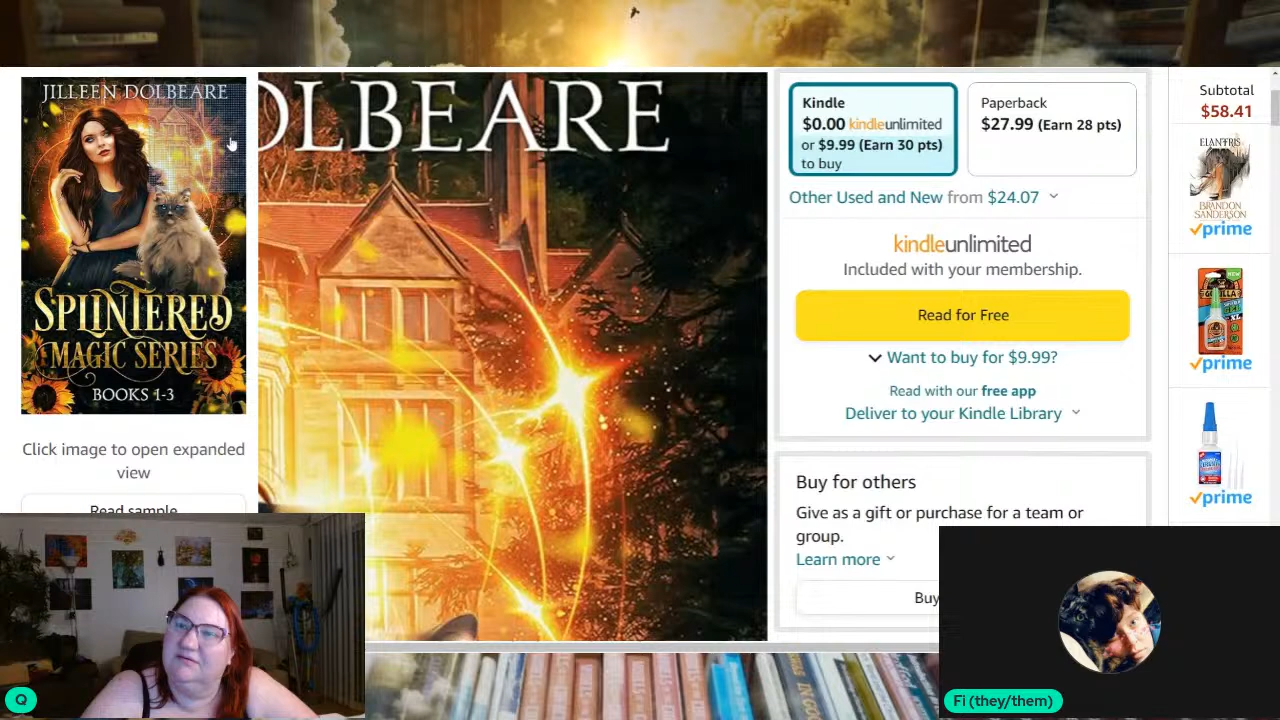 JILLEEN DOLBEARE
SPLINTERED
MAGIC SERIES
BOOKS 1-3
Click image to open expanded
view
Read sample
OLBEARE
Kindle
$0.00 kindleunlimited
or $9.99 (Earn 30 pts)
to buy
Paperback
$27.99 (Earn 28 pts)
Other Used and New from $24.07
kindleunlimited
Included with your membership.
Read for Free
Want to buy for $9.99?
Read with our free app
Deliver to your Kindle Library
Buy for others
Give as a gift or purchase for a team or
group.
Learn more
Buy
Subtotal
$58.41
ELANTRIS
BRANDON
SANDERSON
prime
NEW
GORILLA
prime
prime
Q
Fi (they/them)